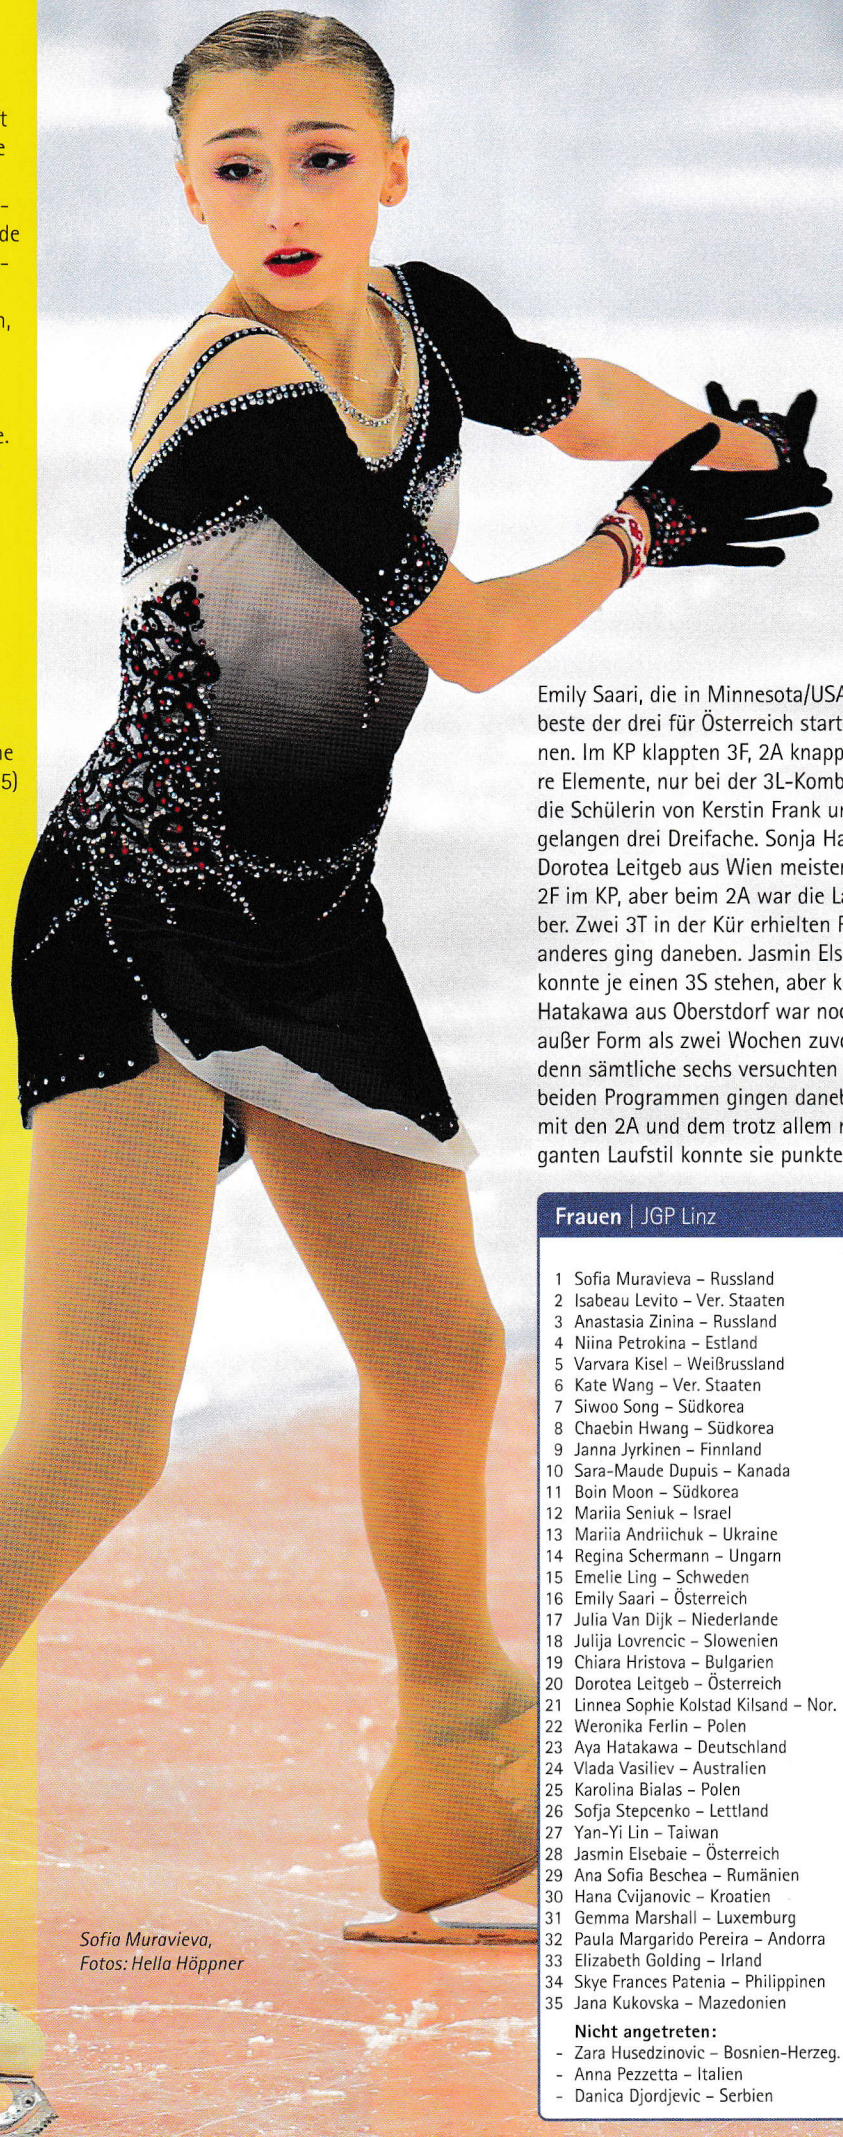 t
e
-
de
-
n,
e.
ne
5)
Emily Saari, die in Minnesota/USA
beste der drei für Österreich start
nen. Im KP klappten 3F, 2A knapp
re Elemente, nur bei der 3L-Komb
die Schülerin von Kerstin Frank un
gelangen drei Dreifache. Sonja Ha
Dorotea Leitgeb aus Wien meister
2F im KP, aber beim 2A war die La
ber. Zwei 3T in der Kür erhielten P
anderes ging daneben. Jasmin Els
konnte je einen 3S stehen, aber k
Hatakawa aus Oberstdorf war noc
außer Form als zwei Wochen zuvo
denn sämtliche sechs versuchten
beiden Programmen gingen daneb
mit den 2A und dem trotz allem r
ganten Laufstil konnte sie punkte
Frauen | JGP Linz
1 Sofia Muravieva – Russland
2 Isabeau Levito – Ver. Staaten
3 Anastasia Zinina – Russland
4 Niina Petrokina – Estland
5 Varvara Kisel – Weißrussland
6 Kate Wang – Ver. Staaten
7 Siwoo Song – Südkorea
8 Chaebin Hwang – Südkorea
9 Janna Jyrkinen – Finnland
10 Sara-Maude Dupuis – Kanada
11 Boin Moon – Südkorea
12 Mariia Seniuk – Israel
13 Mariia Andriichuk – Ukraine
14 Regina Schermann – Ungarn
15 Emelie Ling – Schweden
16 Emily Saari – Österreich
17 Julia Van Dijk – Niederlande
18 Julija Lovrencic – Slowenien
19 Chiara Hristova – Bulgarien
20 Dorotea Leitgeb – Österreich
21 Linnea Sophie Kolstad Kilsand – Nor.
22 Weronika Ferlin – Polen
23 Aya Hatakawa – Deutschland
24 Vlada Vasiliev – Australien
25 Karolina Bialas – Polen
26 Sofja Stepcenko – Lettland
27 Yan-Yi Lin – Taiwan
28 Jasmin Elsebaie – Österreich
29 Ana Sofia Beschea – Rumänien
30 Hana Cvijanovic – Kroatien
31 Gemma Marshall – Luxemburg
32 Paula Margarido Pereira – Andorra
33 Elizabeth Golding – Irland
34 Skye Frances Patenia – Philippinen
35 Jana Kukovska – Mazedonien
Nicht angetreten:
- Zara Husedzinovic – Bosnien-Herzeg.
- Anna Pezzetta – Italien
- Danica Djordjevic – Serbien
Sofia Muravieva,
Fotos: Hella Höppner